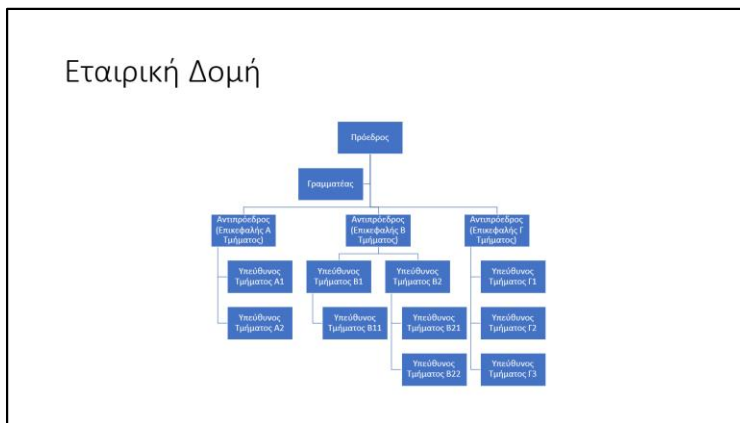 Εταιρική Δομή
Πρόεδρος
Γραμματέας
Αντιπρόεδρος
(Επικεφαλής Α
Τμήματος)
Αντιπρόεδρος
(Επικεφαλής Β
Τμήματος)
Αντιπρόεδρος
(Επικεφαλής Γ
Τμήματος)
Υπεύθυνος
Τμήματος Α1
Υπεύθυνος
Τμήματος Β1
Υπεύθυνος
Τμήματος Β2
Υπεύθυνος
Τμήματος Γ1
Υπεύθυνος
Τμήματος Α2
Υπεύθυνος
Τμήματος Β11
Υπεύθυνος
Τμήματος Β21
Υπεύθυνος
Τμήματος Γ2
Υπεύθυνος
Τμήματος Β22
Υπεύθυνος
Τμήματος Γ3